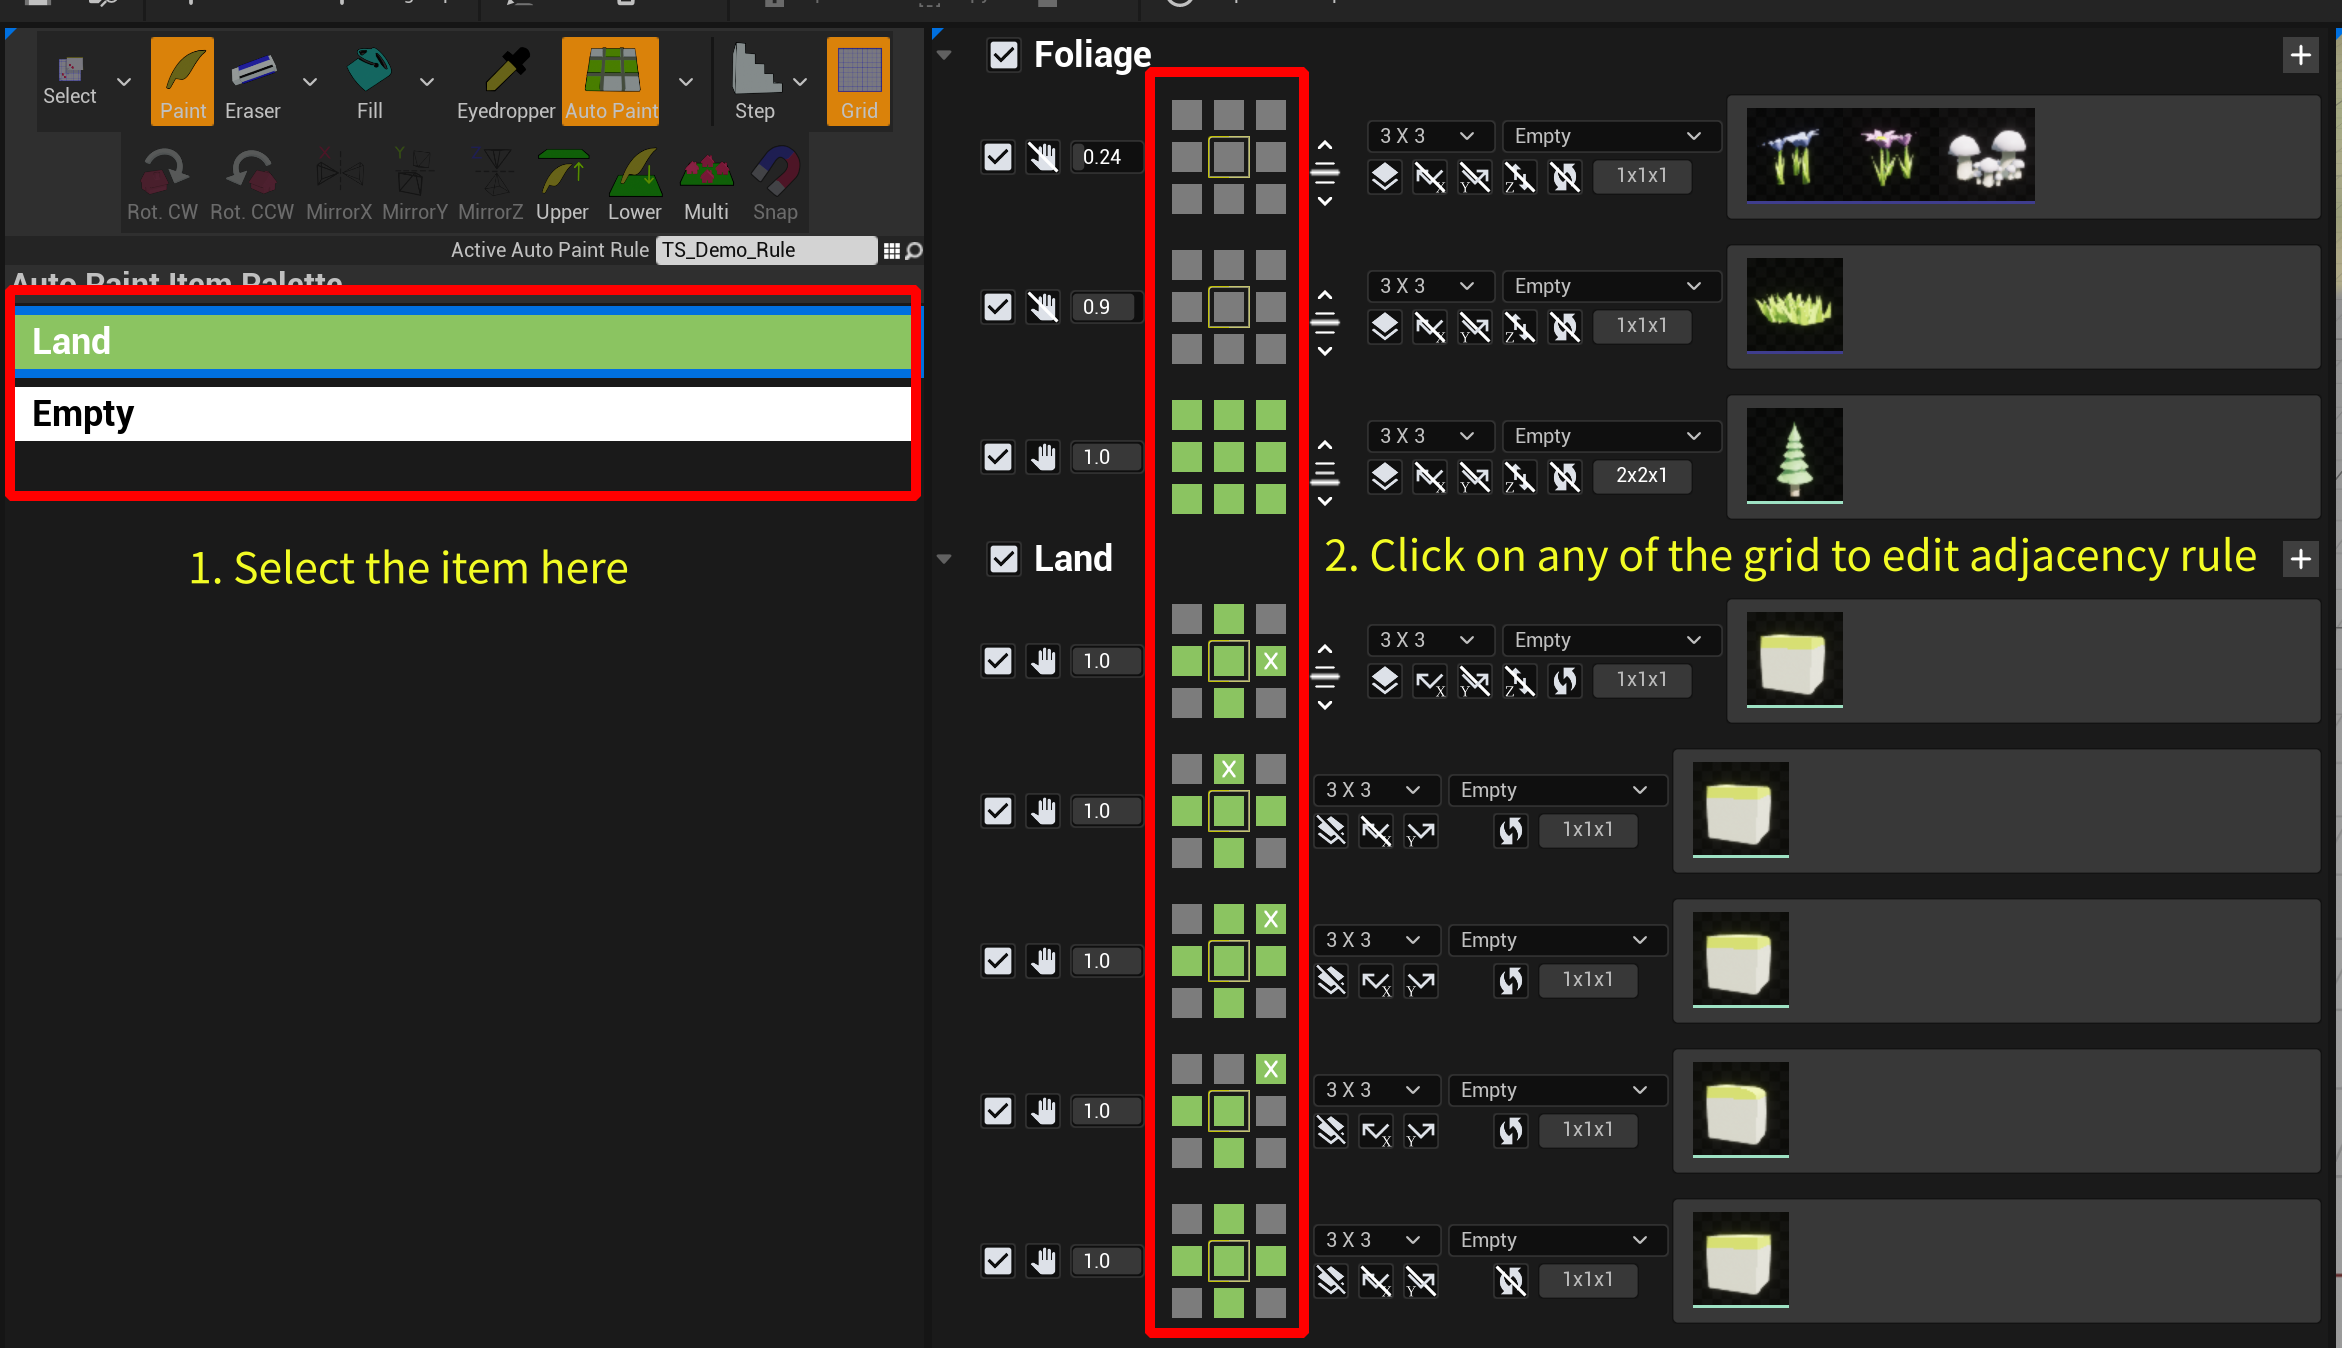 Select
Paint
Eraser
Fill
Eyedropper
Auto Paint
Step
Grid
Rot. CW
Rot. CCW
MirrorX
MirrorY
MirrorZ
Upper
Lower
Multi
Snap
Active Auto Paint Rule TS_Demo_Rule
Auto Paint Item Palette
Land
Empty
1. Select the item here
Foliage
0.24
3 X 3
Empty
X
Y
Z
1x1x1
0.9
3 X 3
Empty
X
Y
Z
1x1x1
1.0
3 X 3
Empty
X
Y
Z
2x2x1
Land
2. Click on any of the grid to edit adjacency rule
1.0
X
3 X 3
Empty
X
Y
Z
1x1x1
1.0
X
3 X 3
Empty
X
Y
1x1x1
1.0
X
3 X 3
Empty
X
Y
1x1x1
1.0
X
3 X 3
Empty
X
Y
1x1x1
1.0
3 X 3
Empty
X
Y
1x1x1